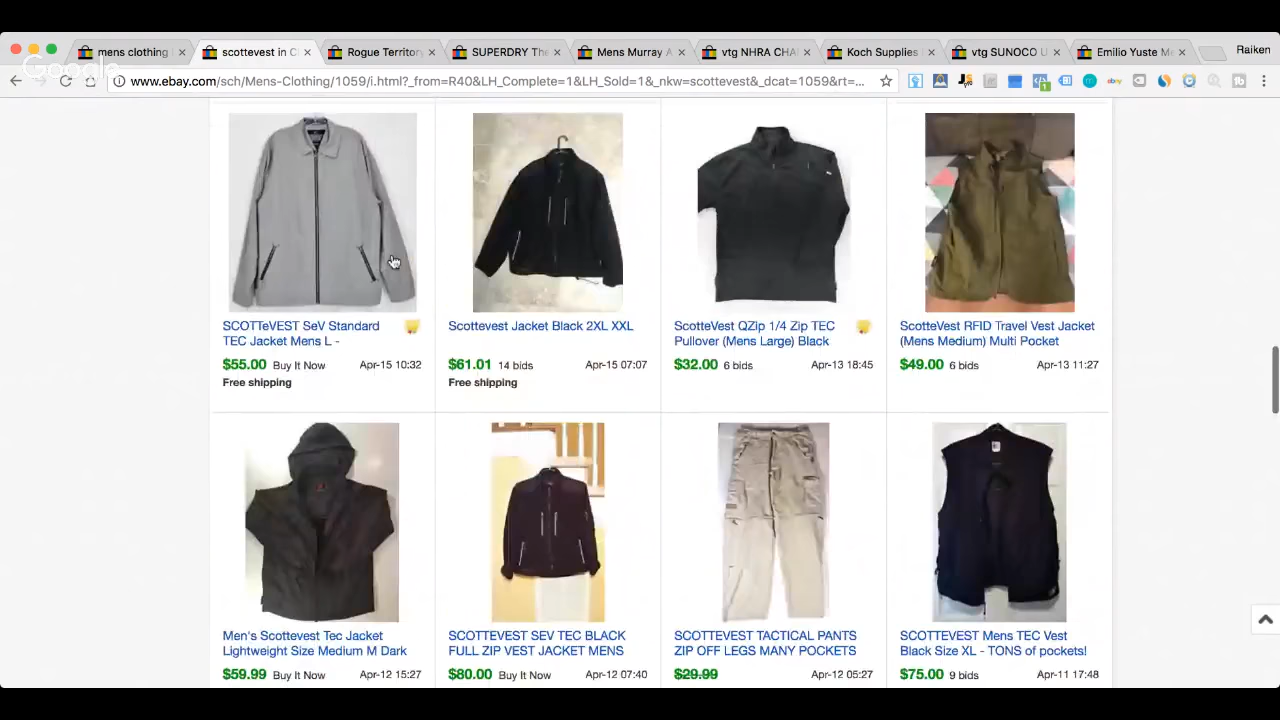 mens clothing
scottevest in C
Rogue Territory
SUPERDRY The
Mens Murray A
vtg NHRA CHA
Koch Supplies
vtg SUNOCO U
Emilio Yuste Me
Raiken
Google
www.ebay.com/sch/Mens-Clothing/1059/i.html?_from=R40&LH_Complete=1&LH_Sold=1&_nkw=scottevest&_dcat=1059&rt=...
SCOTTeVEST SeV Standard
TEC Jacket Mens L -
$55.00 Buy It Now Apr-15 10:32
Free shipping
Scottevest Jacket Black 2XL XXL
$61.01 14 bids Apr-15 07:07
Free shipping
ScotteVest QZip 1/4 Zip TEC
Pullover (Mens Large) Black
$32.00 6 bids Apr-13 18:45
ScotteVest RFID Travel Vest Jacket
(Mens Medium) Multi Pocket
$49.00 6 bids Apr-13 11:27
Men's Scottevest Tec Jacket
Lightweight Size Medium M Dark
$59.99 Buy It Now Apr-12 15:27
SCOTTEVEST SEV TEC BLACK
FULL ZIP VEST JACKET MENS
$80.00 Buy It Now Apr-12 07:40
SCOTTEVEST TACTICAL PANTS
ZIP OFF LEGS MANY POCKETS
$29.99 Apr-12 05:27
SCOTTEVEST Mens TEC Vest
Black Size XL - TONS of pockets!
$75.00 9 bids Apr-11 17:48